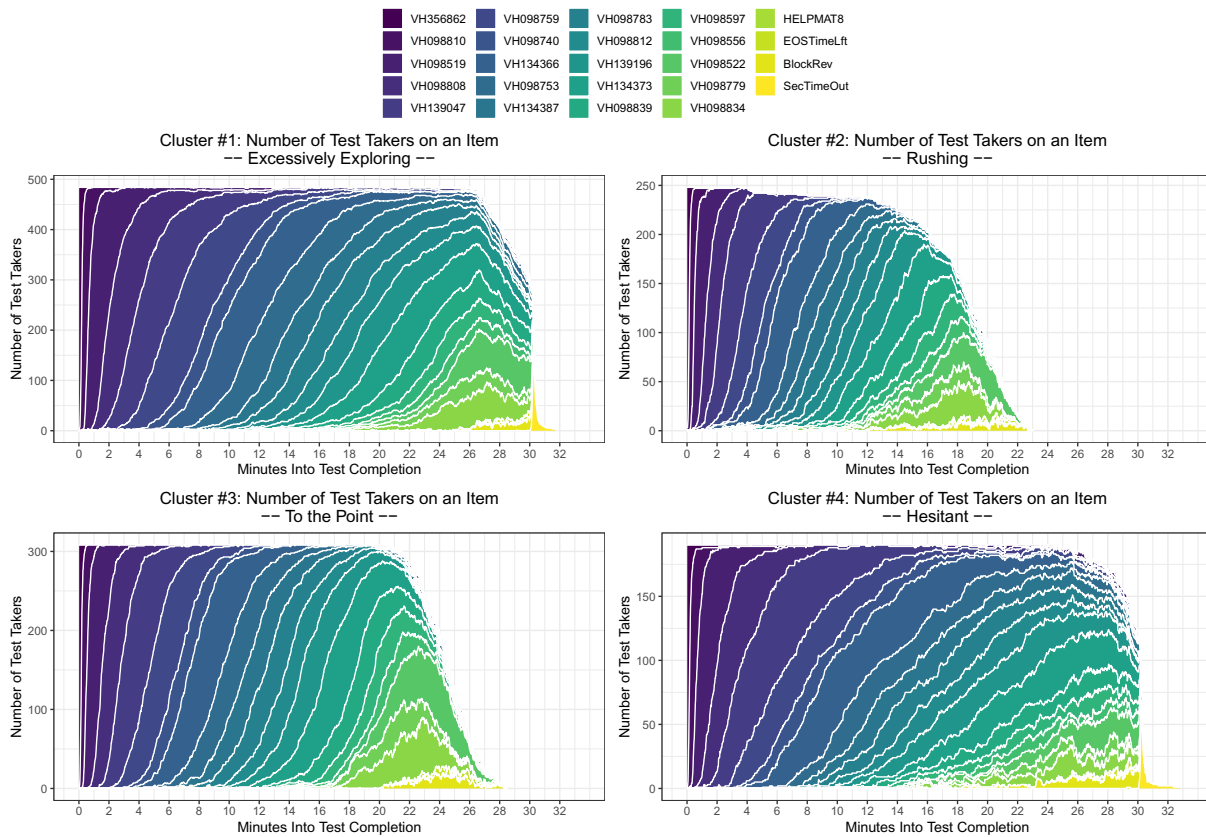 VH356862 VH098759 VH098783 VH098597 HELPMAT8
VH098810 VH098740 VH098812 VH098556 EOSTimeLft
VH098519 VH134366 VH139196 VH098522 BlockRev
VH098808 VH098753 VH134373 VH098779 SecTimeOut
VH139047 VH134387 VH098839 VH098834
Cluster #1: Number of Test Takers on an Item
−− Excessively Exploring −−
Number of Test Takers
500
400
300
200
100
0
0 2 4 6 8 10 12 14 16 18 20 22 24 26 28 30 32
Minutes Into Test Completion
Cluster #2: Number of Test Takers on an Item
−− Rushing −−
Number of Test Takers
250
200
150
100
50
0
0 2 4 6 8 10 12 14 16 18 20 22 24 26 28 30 32
Minutes Into Test Completion
Cluster #3: Number of Test Takers on an Item
−− To the Point −−
Number of Test Takers
300
200
100
0
0 2 4 6 8 10 12 14 16 18 20 22 24 26 28 30 32
Minutes Into Test Completion
Cluster #4: Number of Test Takers on an Item
−− Hesitant −−
Number of Test Takers
150
100
50
0
0 2 4 6 8 10 12 14 16 18 20 22 24 26 28 30 32
Minutes Into Test Completion